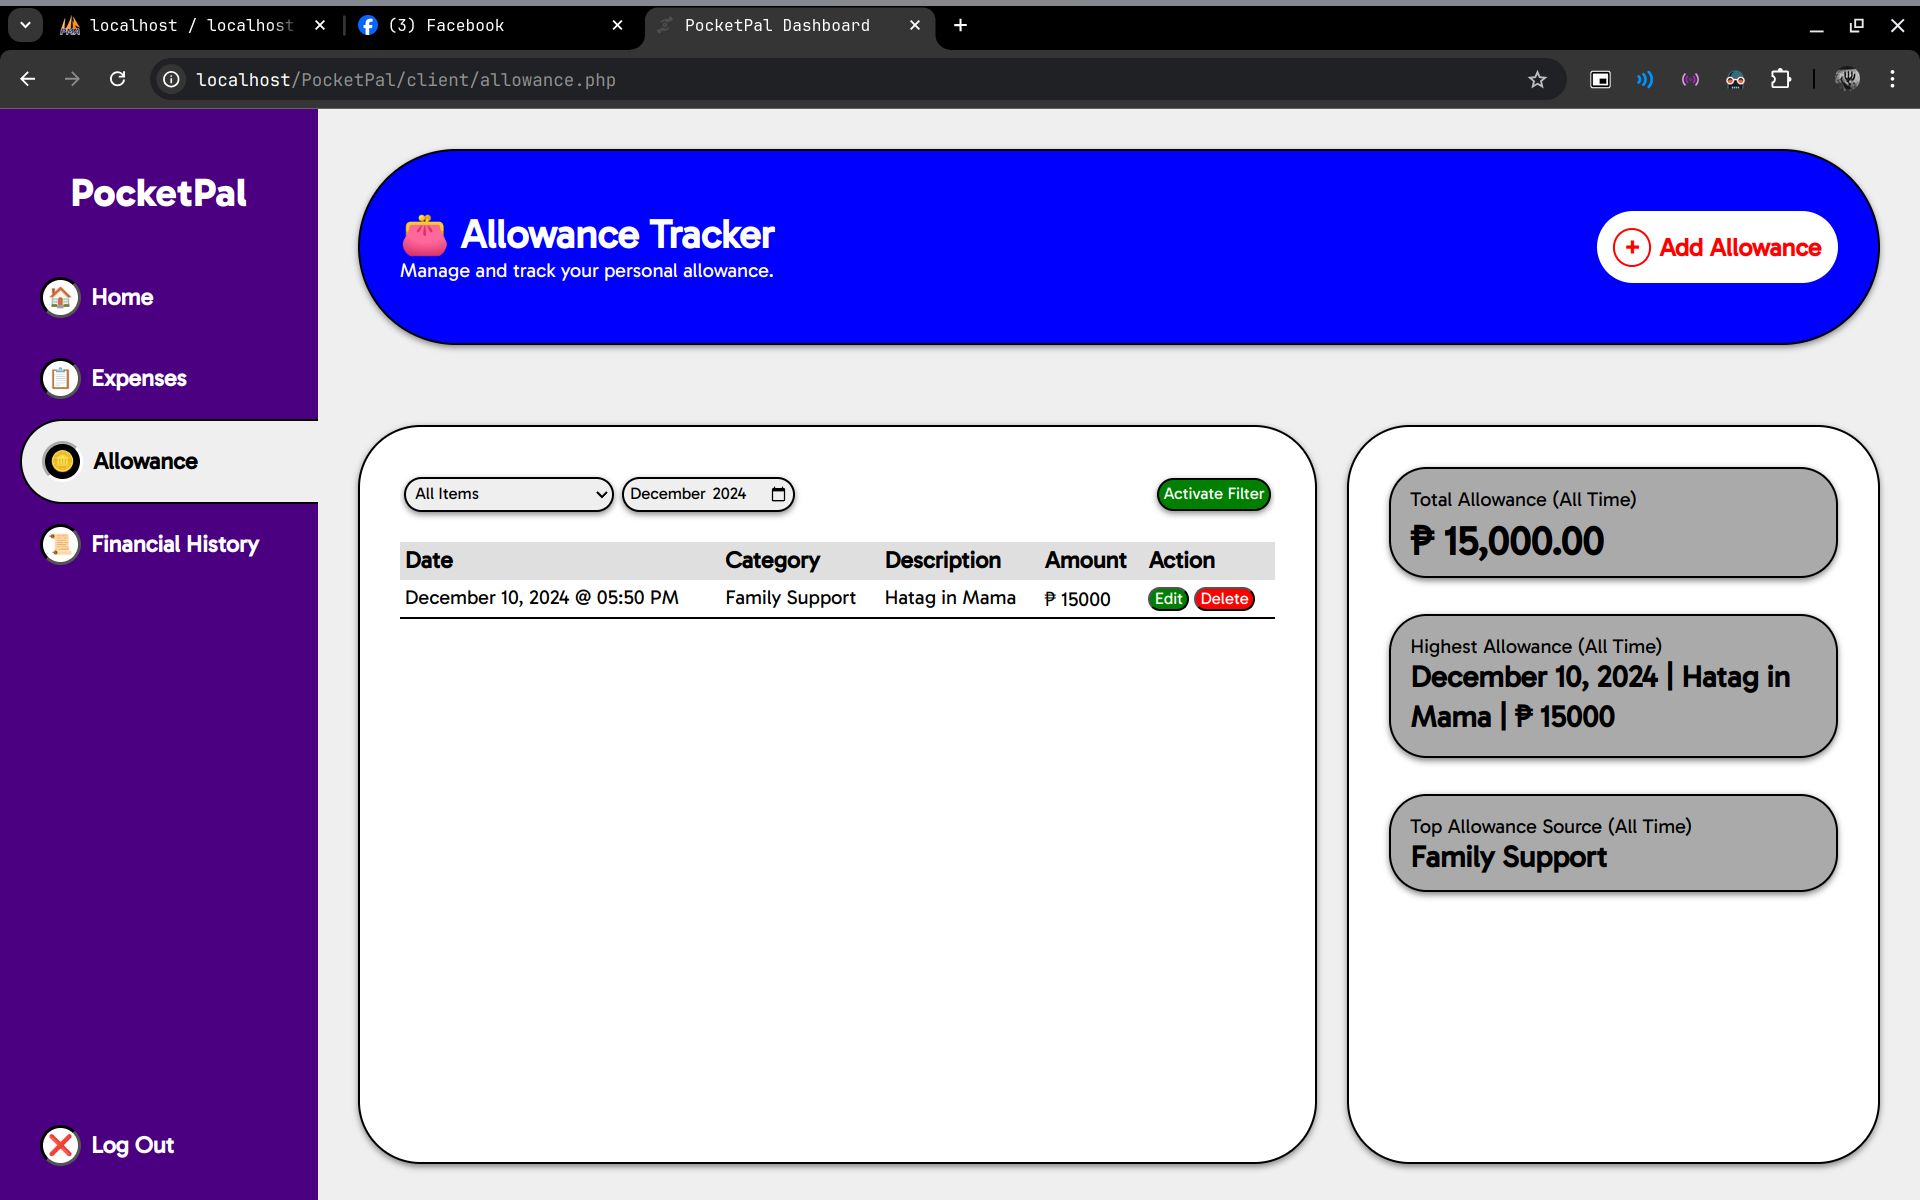 localhost / localhost
(3) Facebook
PocketPal Dashboard
localhost/PocketPal/client/allowance.php
PocketPal
Home
Expenses
Allowance
Financial History
Log Out
Allowance Tracker
Manage and track your personal allowance.
+ Add Allowance
All Items
December 2024
Activate Filter
Date Category Description Amount Action
December 10, 2024 @ 05:50 PM Family Support Hatag in Mama ₱ 15000 Edit Delete
Total Allowance (All Time)
₱ 15,000.00
Highest Allowance (All Time)
December 10, 2024 | Hatag in
Mama | ₱ 15000
Top Allowance Source (All Time)
Family Support